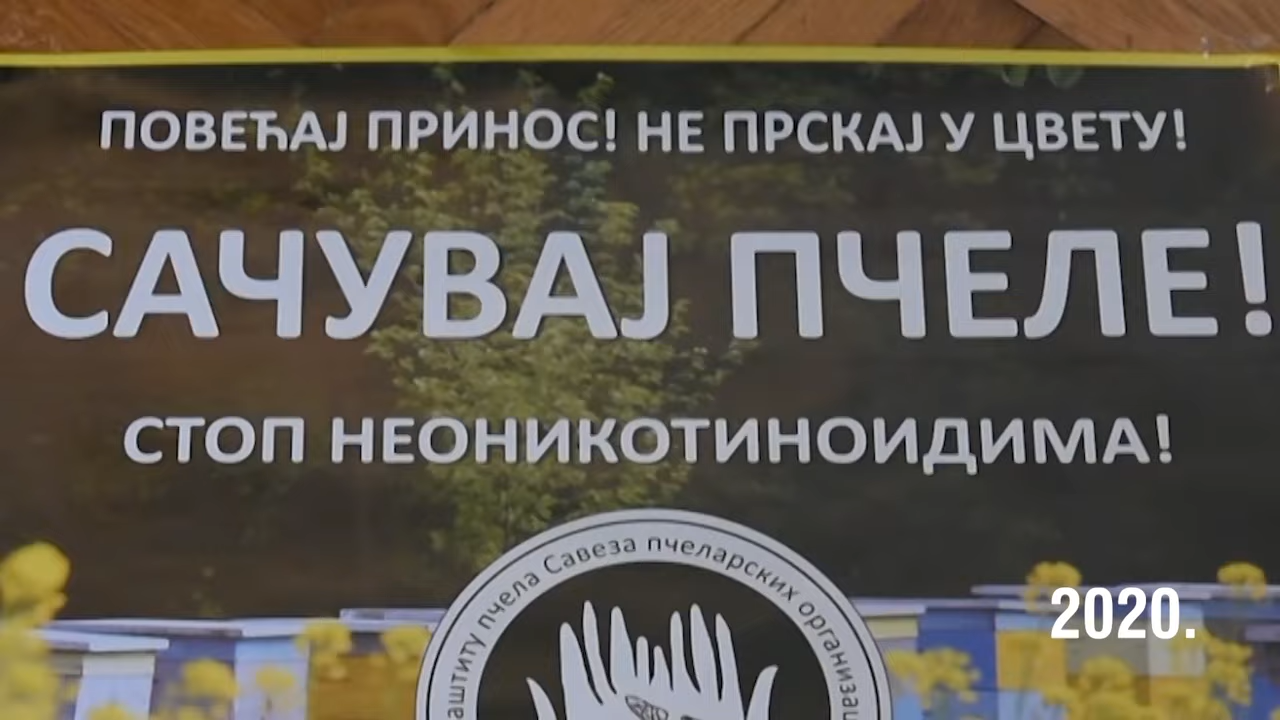 ПОВЕЋАЈ ПРИНОС! НЕ ПРСКАЈ У ЦВЕТУ!
САЧУВАЈ ПЧЕЛЕ!
СТОП НЕОНИКОТИНОИДИМА!
пчела Савеза пчеларских
2020.